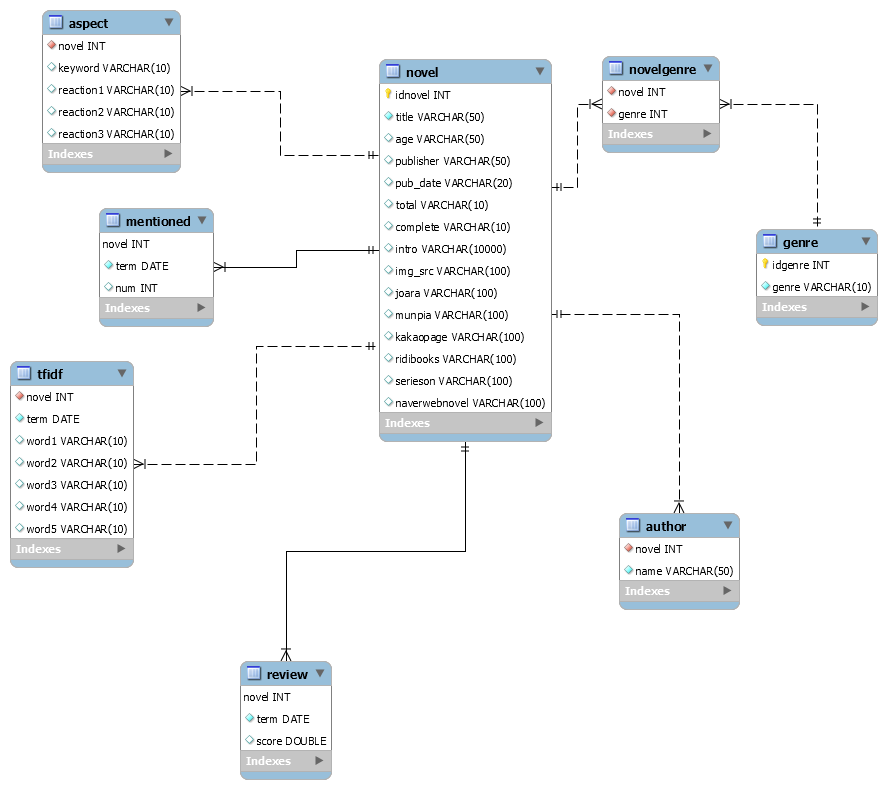 aspect
novel INT
keyword VARCHAR(10)
reaction1 VARCHAR(10)
reaction2 VARCHAR(10)
reaction3 VARCHAR(10)
Indexes
mentioned
novel INT
term DATE
num INT
Indexes
tfidf
novel INT
term DATE
word1 VARCHAR(10)
word2 VARCHAR(10)
word3 VARCHAR(10)
word4 VARCHAR(10)
word5 VARCHAR(10)
Indexes
novel
idnovel INT
title VARCHAR(50)
age VARCHAR(50)
publisher VARCHAR(50)
pub_date VARCHAR(20)
total VARCHAR(10)
complete VARCHAR(10)
intro VARCHAR(10000)
img_src VARCHAR(100)
joara VARCHAR(100)
munpia VARCHAR(100)
kakaopage VARCHAR(100)
ridibooks VARCHAR(100)
serieson VARCHAR(100)
naverwebnovel VARCHAR(100)
Indexes
novelgenre
novel INT
genre INT
Indexes
genre
idgenre INT
genre VARCHAR(10)
Indexes
author
novel INT
name VARCHAR(50)
Indexes
review
novel INT
term DATE
score DOUBLE
Indexes